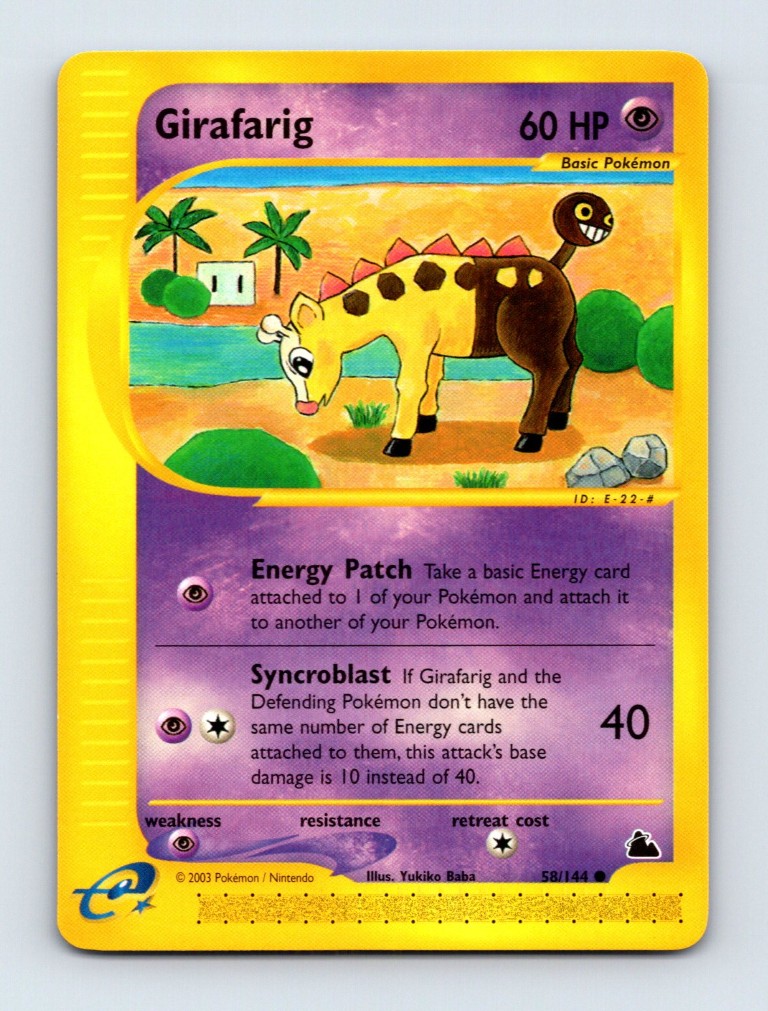 Girafarig
60 HP
Basic Pokémon
ID: E-22-#
Energy Patch Take a basic Energy card
attached to 1 of your Pokémon and attach it
to another of your Pokémon.
Syncroblast If Girafarig and the
Defending Pokémon don't have the
same number of Energy cards
attached to them, this attack's base
damage is 10 instead of 40.
40
weakness
resistance
retreat cost
© 2003 Pokémon / Nintendo
Illus. Yukiko Baba
58/144
e